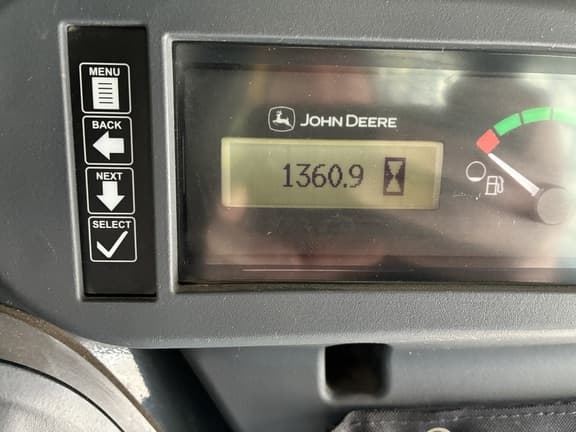 MENU
BACK
NEXT
SELECT
JOHN DEERE
1360.9